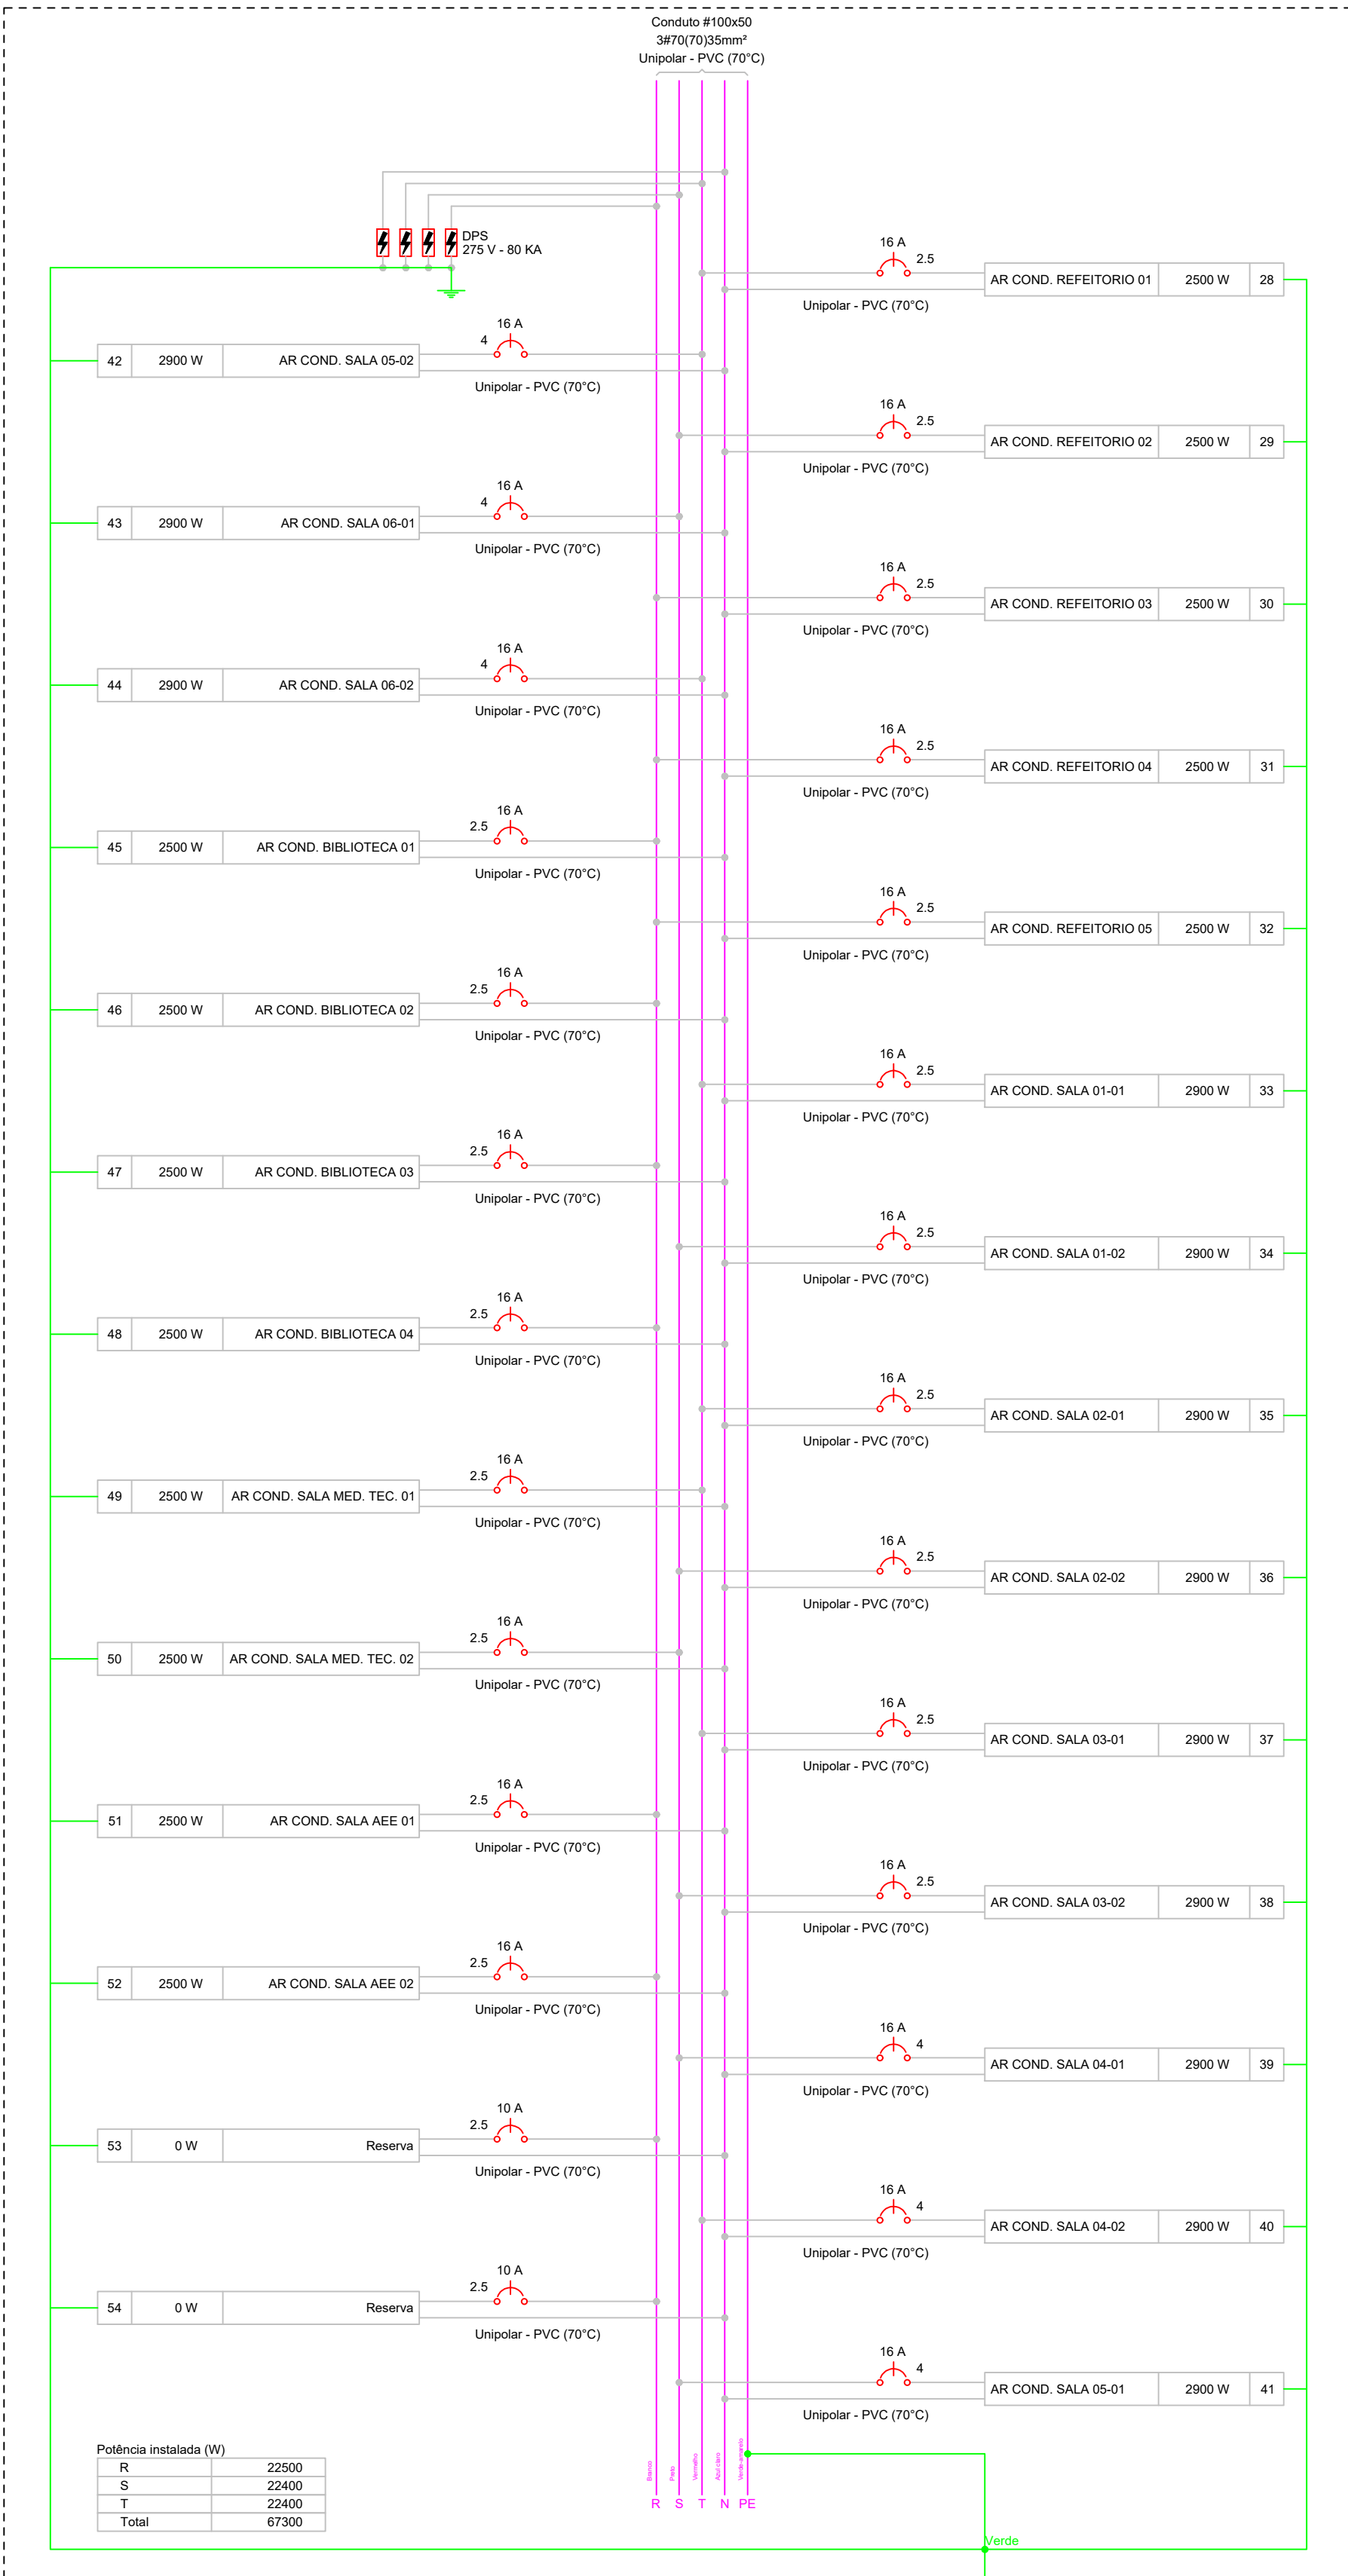 Conduto #100x50
3#70(70)35mm²
Unipolar - PVC (70°C)
DPS
275 V - 80 KA
16 A
2.5
AR COND. REFEITORIO 01 2500 W 28
Unipolar - PVC (70°C)
16 A
4
42 2900 W AR COND. SALA 05-02
Unipolar - PVC (70°C)
16 A
2.5
AR COND. REFEITORIO 02 2500 W 29
Unipolar - PVC (70°C)
16 A
4
43 2900 W AR COND. SALA 06-01
Unipolar - PVC (70°C)
16 A
2.5
AR COND. REFEITORIO 03 2500 W 30
Unipolar - PVC (70°C)
16 A
4
44 2900 W AR COND. SALA 06-02
Unipolar - PVC (70°C)
16 A
2.5
AR COND. REFEITORIO 04 2500 W 31
Unipolar - PVC (70°C)
16 A
2.5
45 2500 W AR COND. BIBLIOTECA 01
Unipolar - PVC (70°C)
16 A
2.5
AR COND. REFEITORIO 05 2500 W 32
Unipolar - PVC (70°C)
16 A
2.5
46 2500 W AR COND. BIBLIOTECA 02
Unipolar - PVC (70°C)
16 A
2.5
AR COND. SALA 01-01 2900 W 33
Unipolar - PVC (70°C)
16 A
2.5
47 2500 W AR COND. BIBLIOTECA 03
Unipolar - PVC (70°C)
16 A
2.5
AR COND. SALA 01-02 2900 W 34
Unipolar - PVC (70°C)
16 A
2.5
48 2500 W AR COND. BIBLIOTECA 04
Unipolar - PVC (70°C)
16 A
2.5
AR COND. SALA 02-01 2900 W 35
Unipolar - PVC (70°C)
16 A
2.5
49 2500 W AR COND. SALA MED. TEC. 01
Unipolar - PVC (70°C)
16 A
2.5
AR COND. SALA 02-02 2900 W 36
Unipolar - PVC (70°C)
16 A
2.5
50 2500 W AR COND. SALA MED. TEC. 02
Unipolar - PVC (70°C)
16 A
2.5
AR COND. SALA 03-01 2900 W 37
Unipolar - PVC (70°C)
16 A
2.5
51 2500 W AR COND. SALA AEE 01
Unipolar - PVC (70°C)
16 A
2.5
AR COND. SALA 03-02 2900 W 38
Unipolar - PVC (70°C)
16 A
2.5
52 2500 W AR COND. SALA AEE 02
Unipolar - PVC (70°C)
16 A
4
AR COND. SALA 04-01 2900 W 39
Unipolar - PVC (70°C)
10 A
2.5
53 0 W Reserva
Unipolar - PVC (70°C)
16 A
4
AR COND. SALA 04-02 2900 W 40
Unipolar - PVC (70°C)
10 A
2.5
54 0 W Reserva
Unipolar - PVC (70°C)
16 A
4
AR COND. SALA 05-01 2900 W 41
Unipolar - PVC (70°C)
Potência instalada (W)
R 22500
S 22400
T 22400
Total 67300
Branco
Preto
Vermelho
Azul claro
Verde-amarelo
R S T N PE
Verde